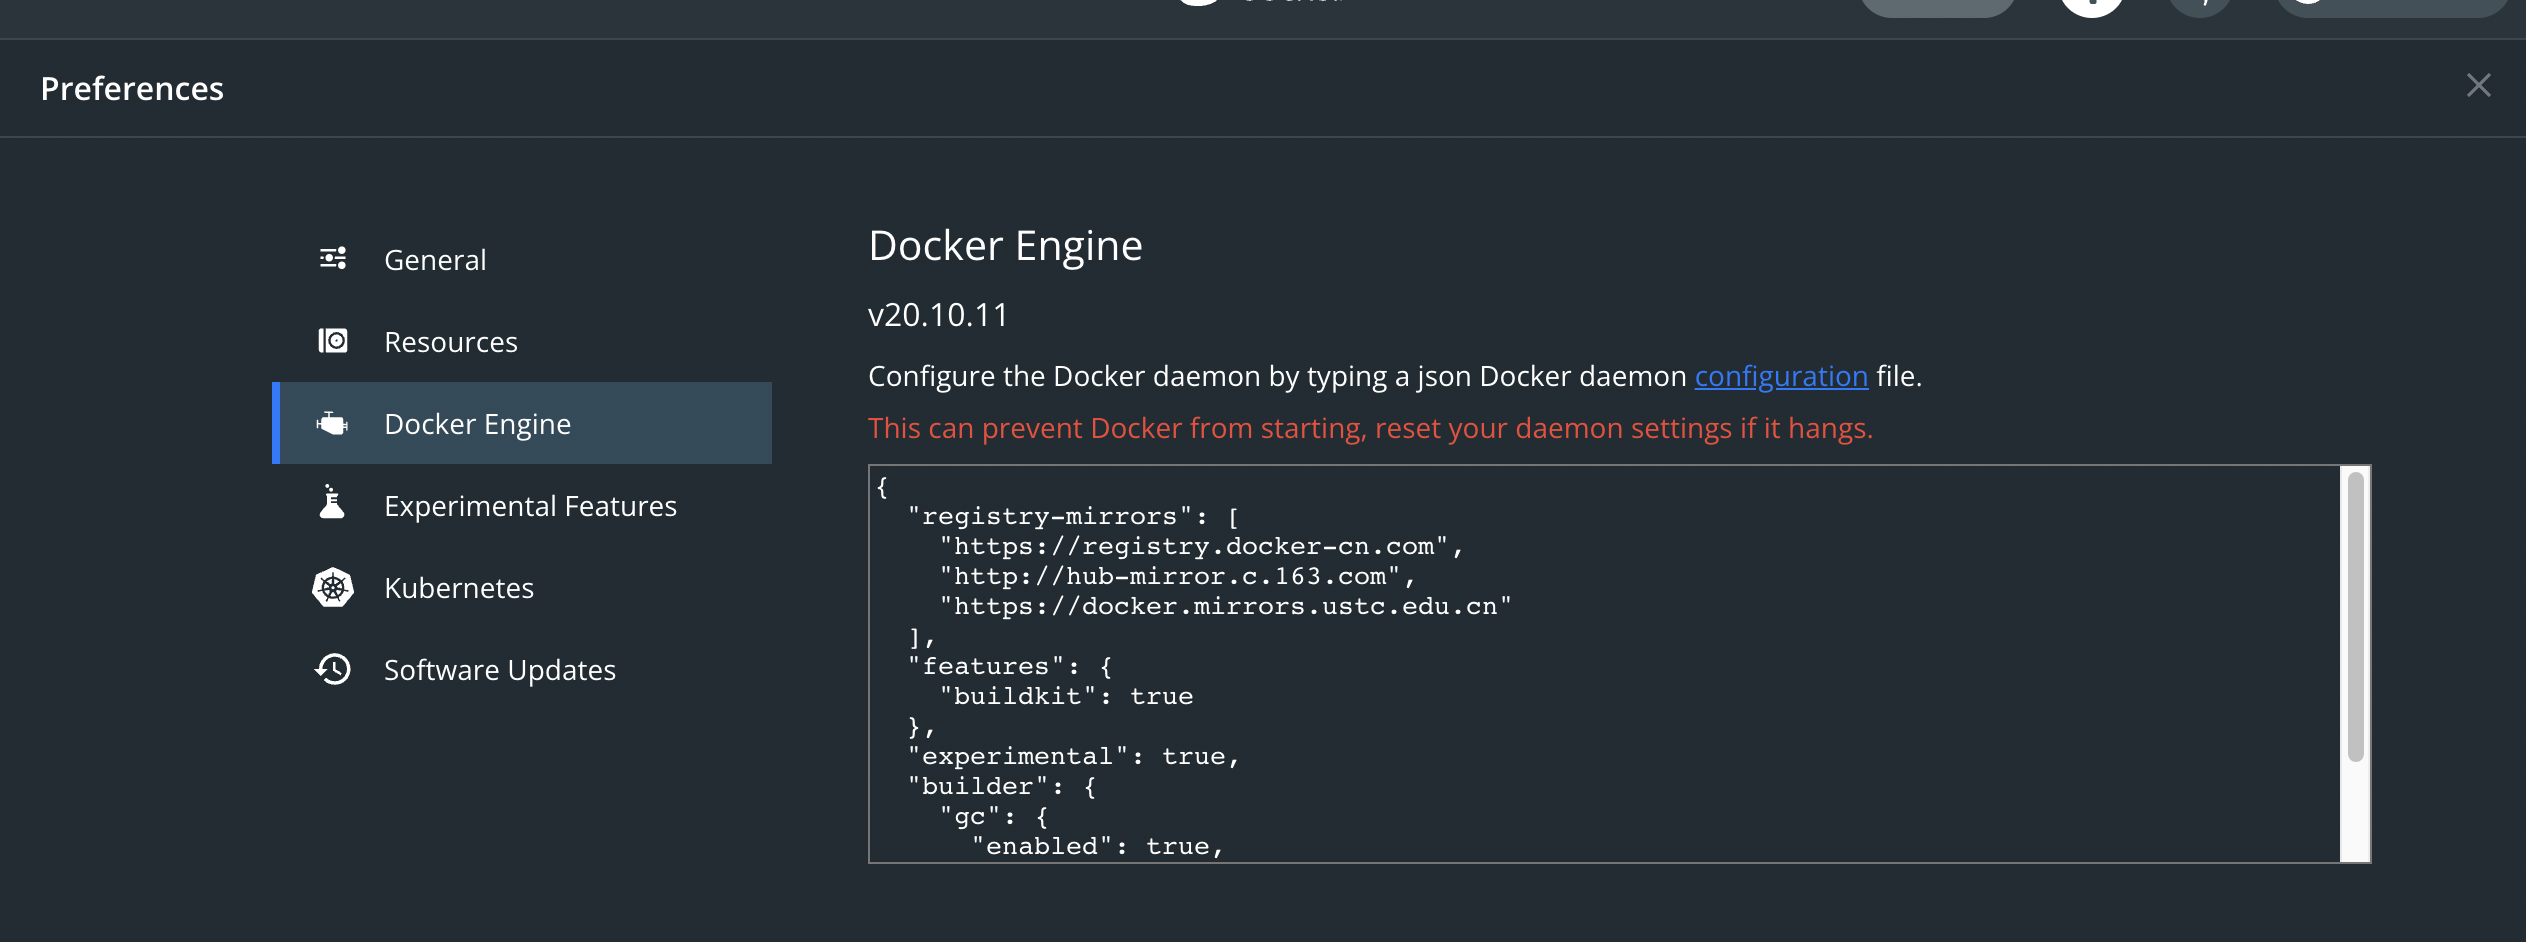 Preferences
General
Resources
Docker Engine
Experimental Features
Kubernetes
Software Updates
Docker Engine
v20.10.11
Configure the Docker daemon by typing a json Docker daemon configuration file.
This can prevent Docker from starting, reset your daemon settings if it hangs.
{
  "registry-mirrors": [
    "https://registry.docker-cn.com",
    "http://hub-mirror.c.163.com",
    "https://docker.mirrors.ustc.edu.cn"
  ],
  "features": {
    "buildkit": true
  },
  "experimental": true,
  "builder": {
    "gc": {
      "enabled": true,